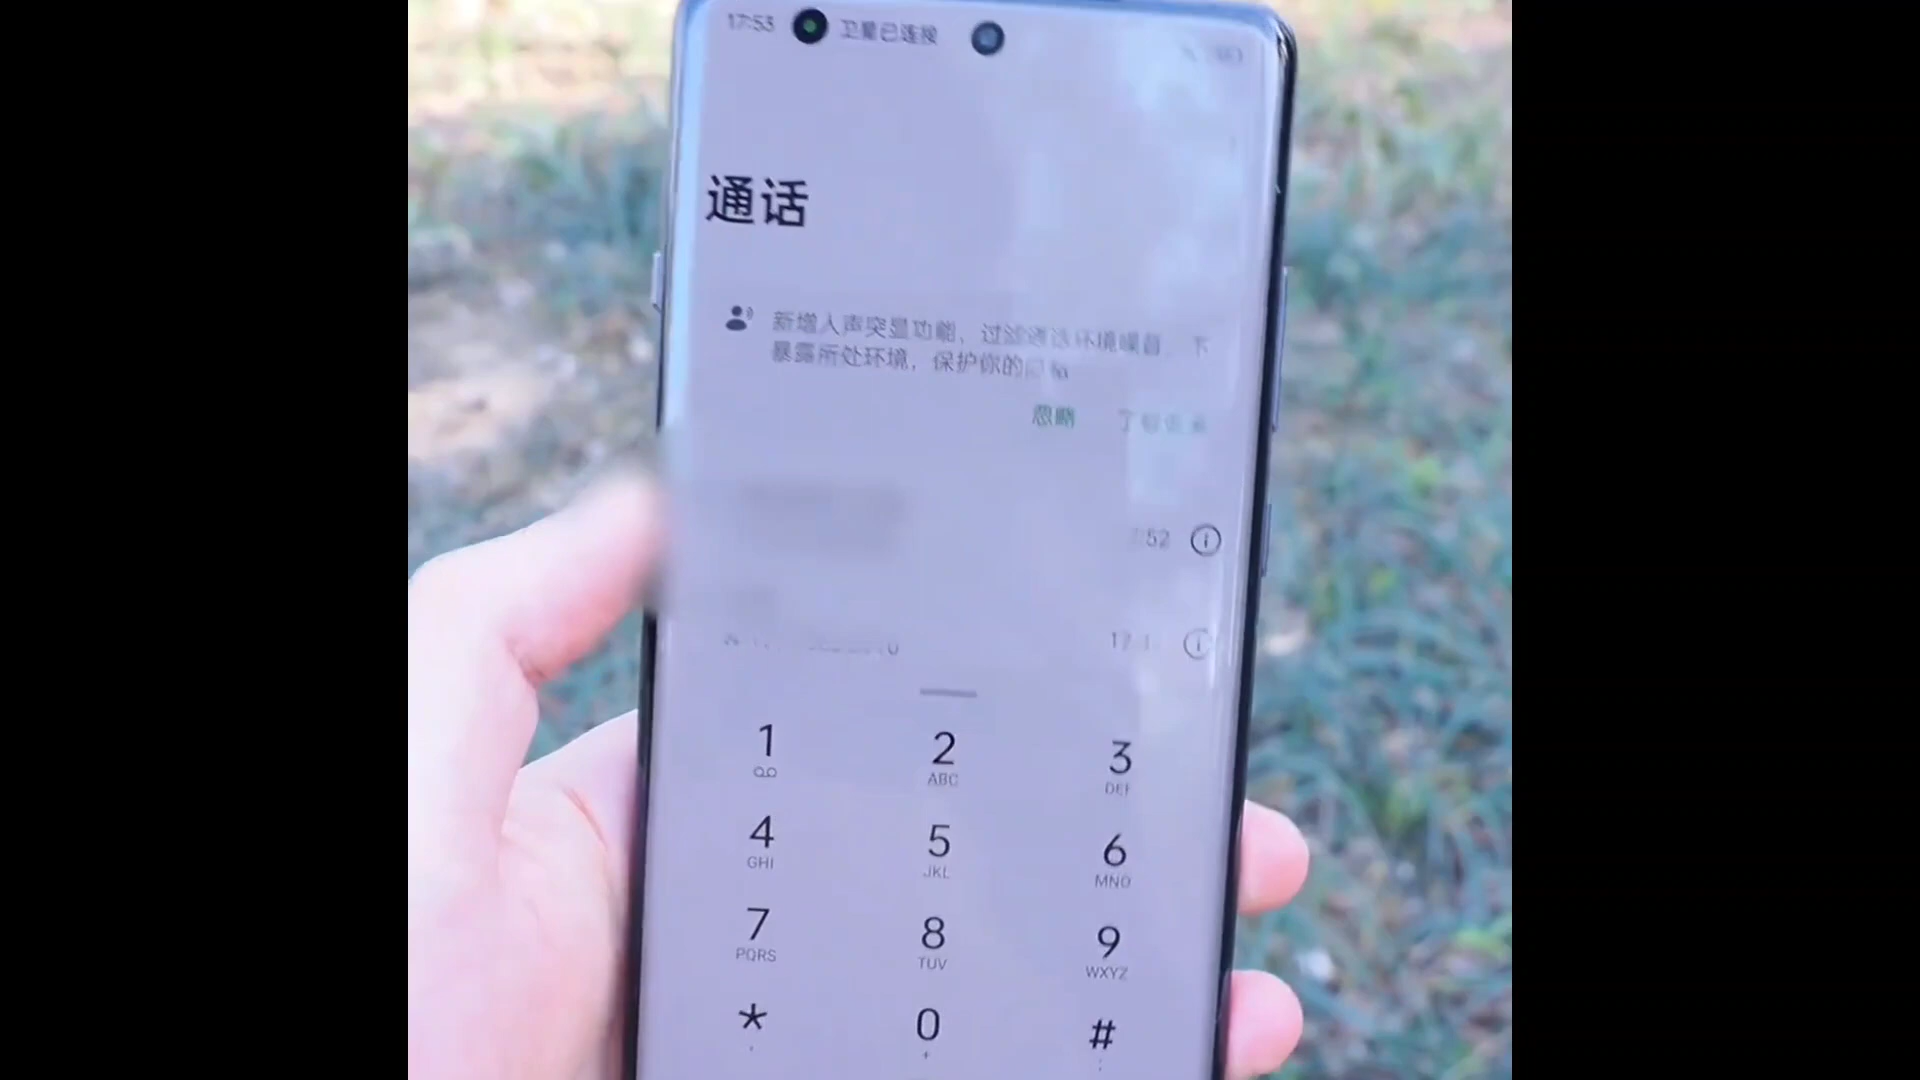 17:53 卫星已连接
通话
新增人声突显功能，过滤通话环境噪音，不
暴露所处环境，保护你的
忽略
:52
1
2
ABC
3
DEF
4
GHI
5
JKL
6
MNO
7
PQRS
8
TUV
9
WXYZ
*
,
0
+
#
;